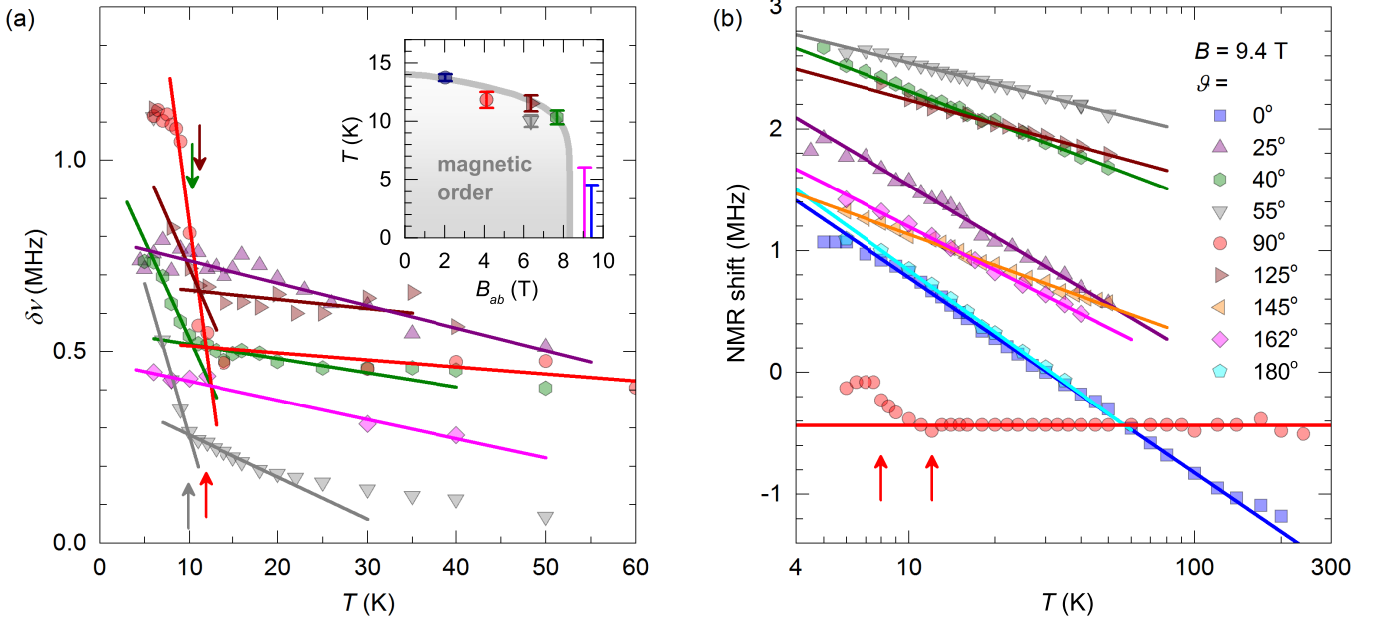 (a)
δν (MHz)
1.0
0.5
0.0
0 10 20 30 40 50 60
T (K)
T (K)
15
10
5
0
magnetic
order
0 2 4 6 8 10
B_ab (T)
(b)
NMR shift (MHz)
3
2
1
0
-1
4 10 100 300
T (K)
B = 9.4 T
ϑ =
0°
25°
40°
55°
90°
125°
145°
162°
180°